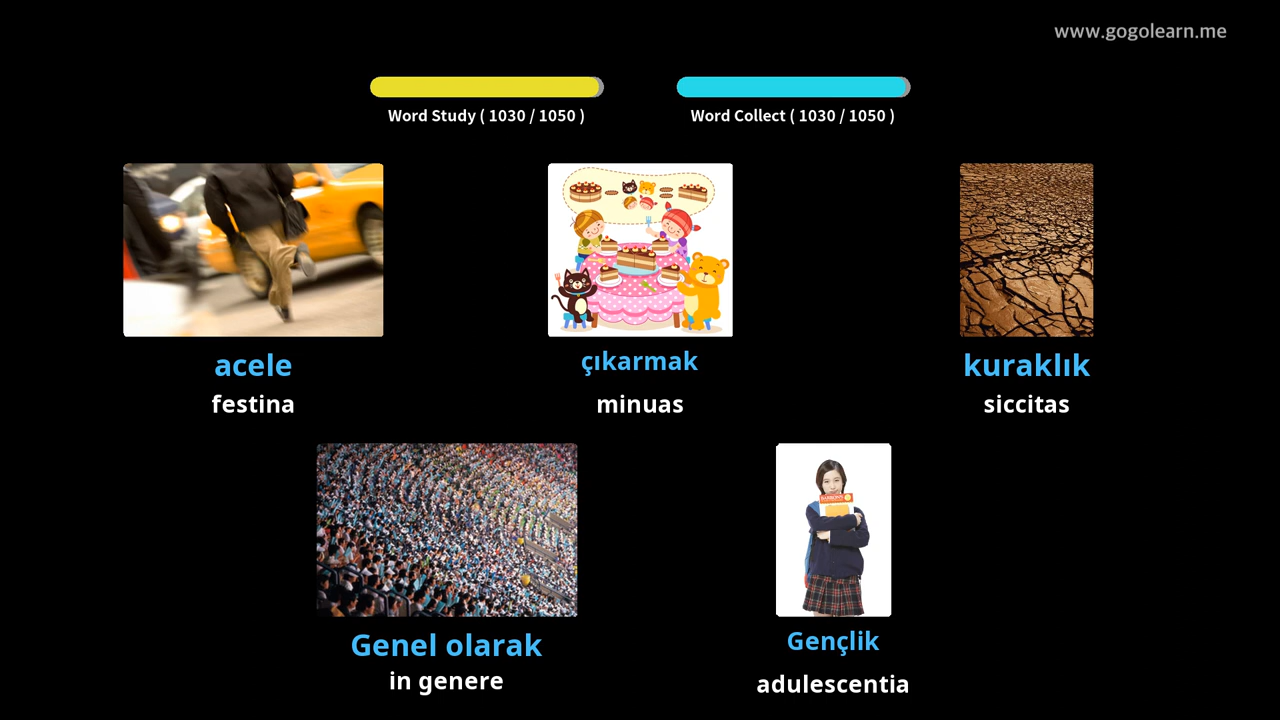 www.gogolearn.me
Word Study ( 1030 / 1050 )
Word Collect ( 1030 / 1050 )
acele
festina
çıkarmak
minuas
kuraklık
siccitas
Genel olarak
in genere
Gençlik
adulescentia